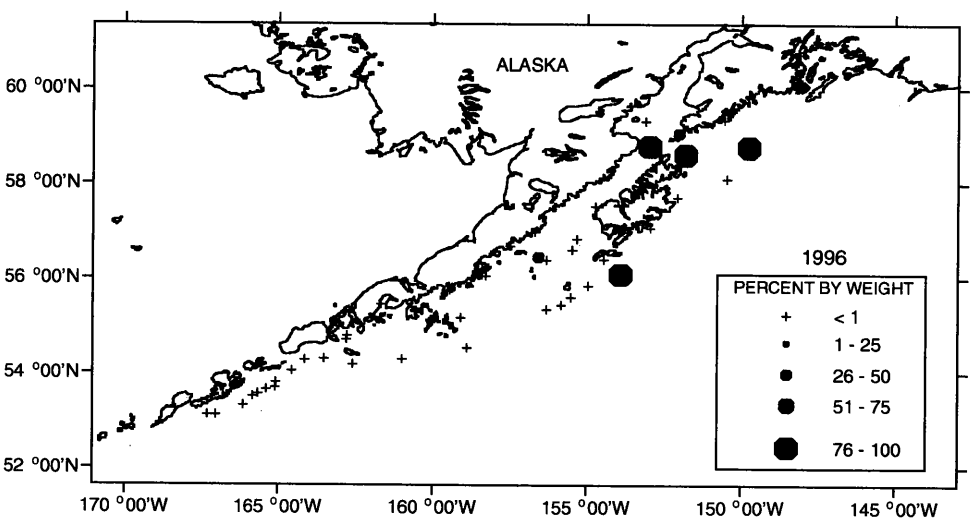 ALASKA
60 °00'N
58 °00'N
56 °00'N
54 °00'N
52 °00'N
1996
PERCENT BY WEIGHT
+ < 1
1 - 25
26 - 50
51 - 75
76 - 100
170 °00'W 165 °00'W 160 °00'W 155 °00'W 150 °00'W 145 °00'W